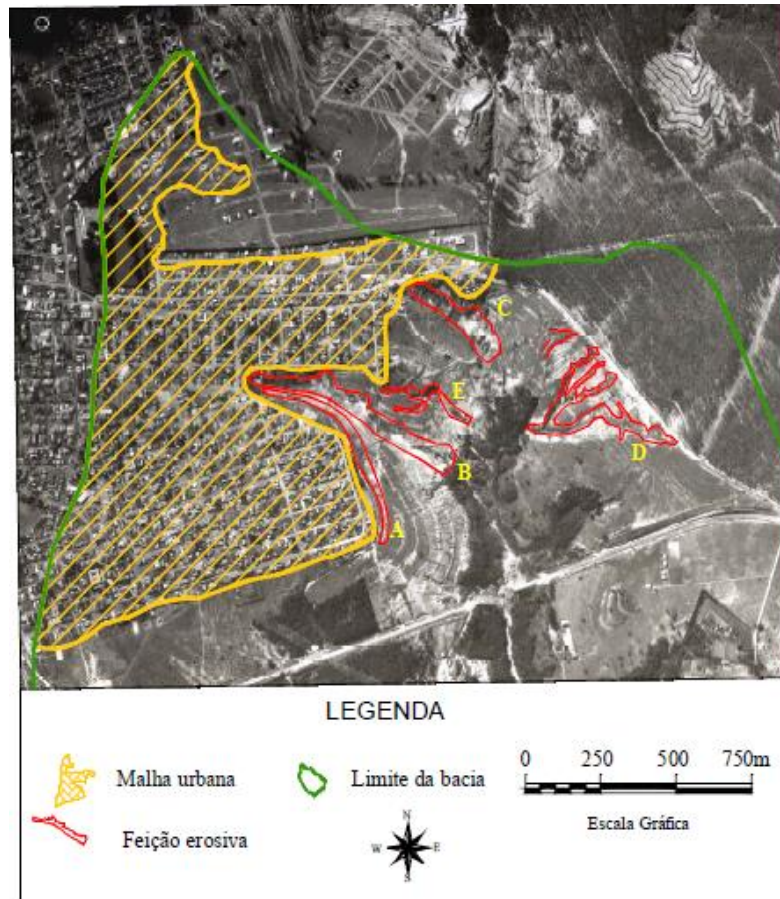 C
E
D
B
A
LEGENDA
Malha urbana
Limite da bacia
0 250 500 750m
Feição erosiva
Escala Gráfica
N
W E
S